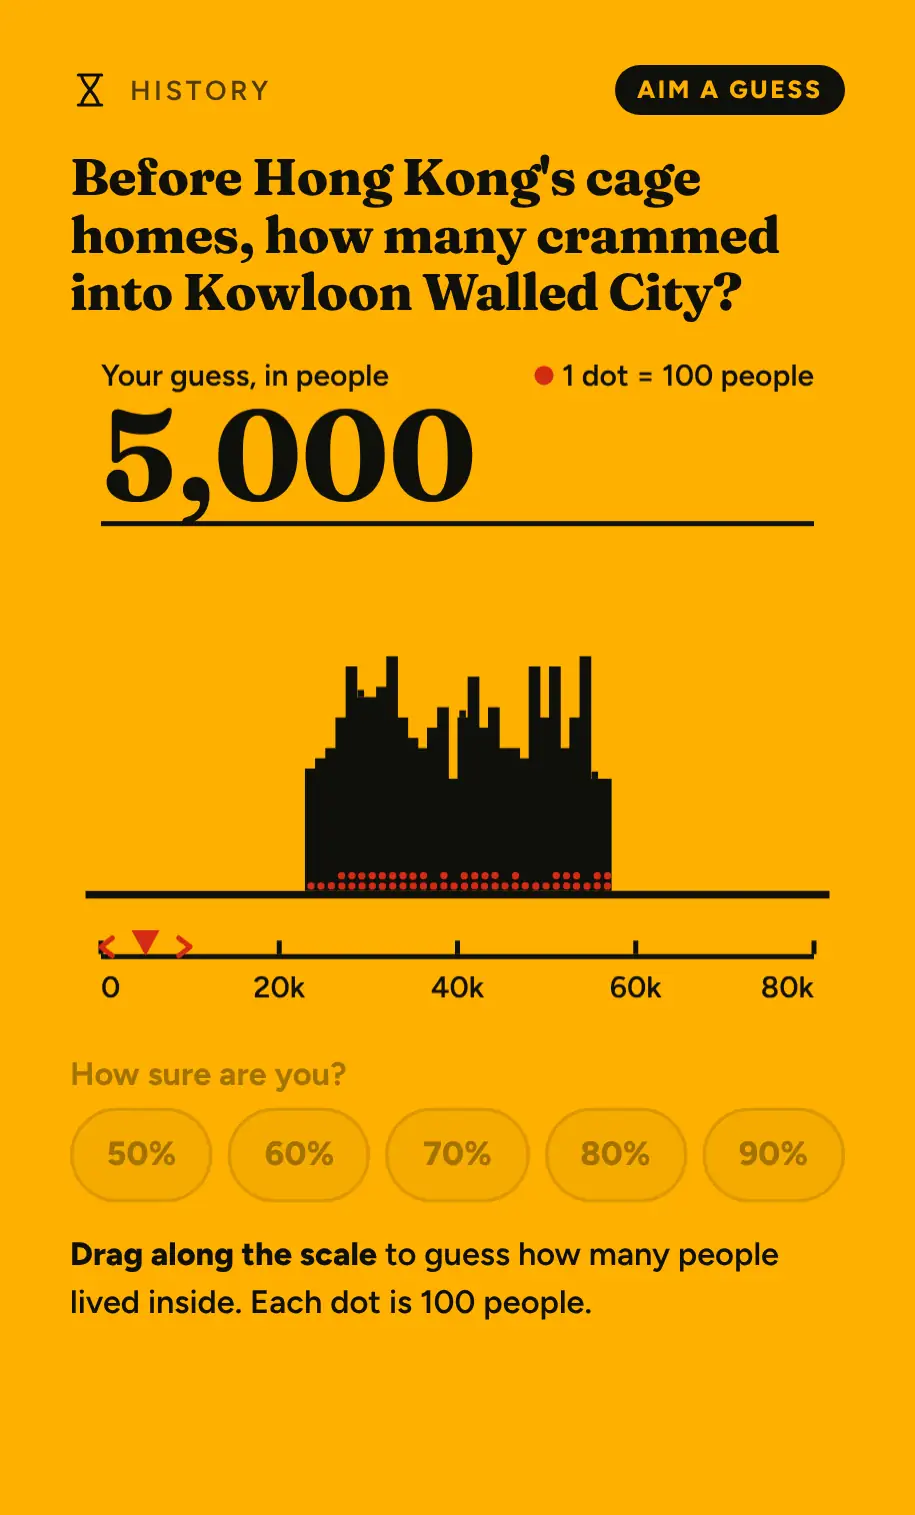 HISTORY
AIM A GUESS
Before Hong Kong's cage
homes, how many crammed
into Kowloon Walled City?
Your guess, in people
1 dot = 100 people
5,000
0 20k 40k 60k 80k
How sure are you?
50% 60% 70% 80% 90%
Drag along the scale to guess how many people
lived inside. Each dot is 100 people.